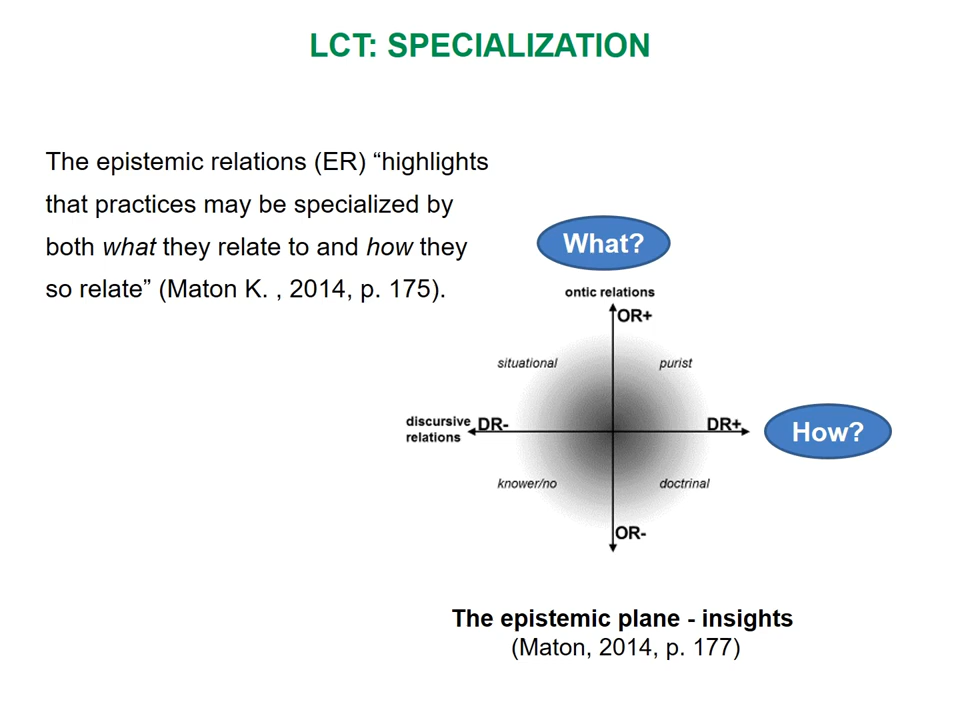 LCT: SPECIALIZATION
The epistemic relations (ER) “highlights
that practices may be specialized by
both what they relate to and how they
so relate” (Maton K. , 2014, p. 175).
What?
ontic relations
OR+
situational
purist
discursive
relations
DR-
DR+
How?
knower/no
doctrinal
OR-
The epistemic plane - insights
(Maton, 2014, p. 177)